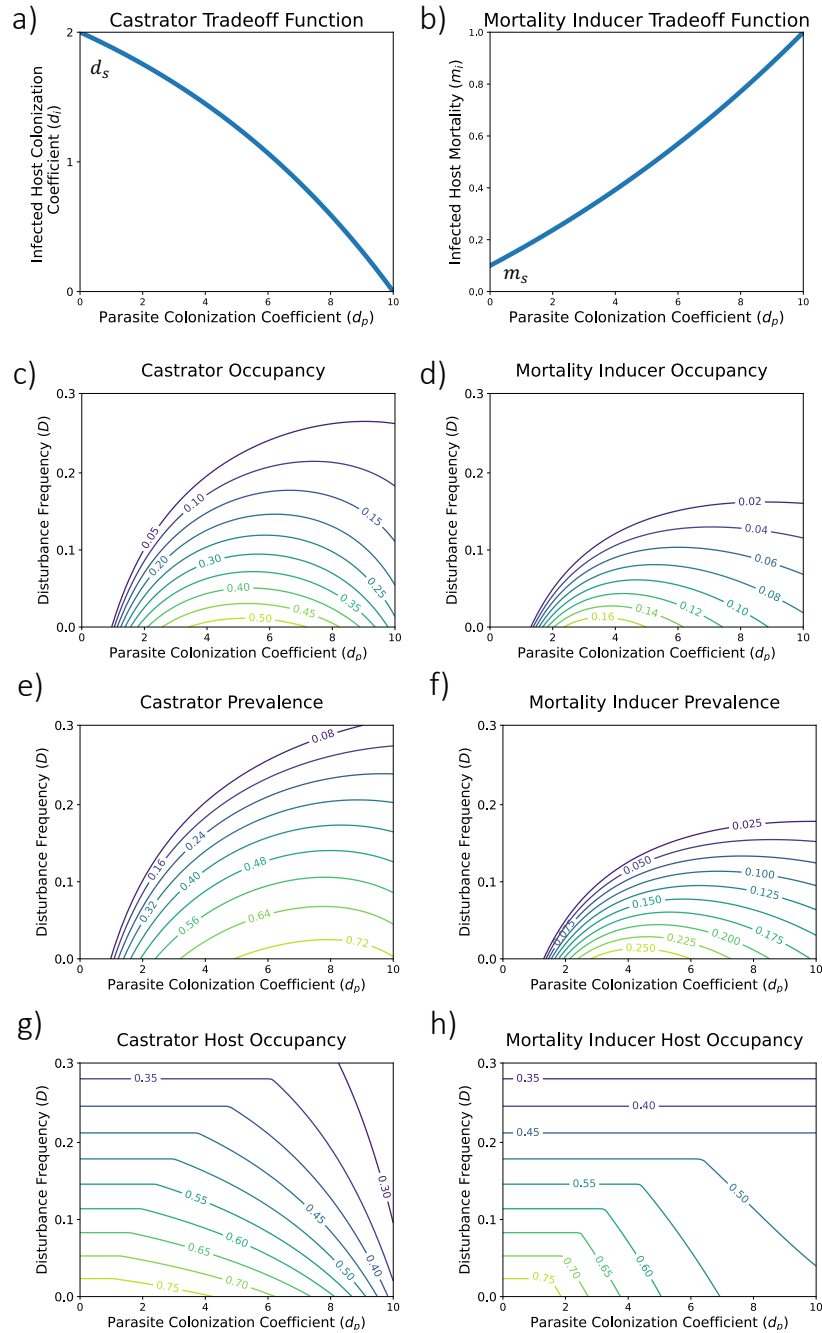 a)
Castrator Tradeoff Function
2
1
0
d_s
Infected Host Colonization
Coefficient (d_i)
0 2 4 6 8 10
Parasite Colonization Coefficient (d_p)
b)
Mortality Inducer Tradeoff Function
1.0
0.8
0.6
0.4
0.2
0.0
m_s
Infected Host Mortality (m_i)
0 2 4 6 8 10
Parasite Colonization Coefficient (d_p)
c)
Castrator Occupancy
0.3
0.2
0.1
0.0
Disturbance Frequency (D)
0.05
0.10
0.15
0.20
0.25
0.30
0.35
0.40
0.45
0.50
0 2 4 6 8 10
Parasite Colonization Coefficient (d_p)
d)
Mortality Inducer Occupancy
0.3
0.2
0.1
0.0
Disturbance Frequency (D)
0.02
0.04
0.06
0.08
0.10
0.12
0.14
0.16
0 2 4 6 8 10
Parasite Colonization Coefficient (d_p)
e)
Castrator Prevalence
0.3
0.2
0.1
0.0
Disturbance Frequency (D)
0.08
0.16
0.24
0.32
0.40
0.48
0.56
0.64
0.72
0 2 4 6 8 10
Parasite Colonization Coefficient (d_p)
f)
Mortality Inducer Prevalence
0.3
0.2
0.1
0.0
Disturbance Frequency (D)
0.025
0.050
0.075
0.100
0.125
0.150
0.175
0.200
0.225
0.250
0 2 4 6 8 10
Parasite Colonization Coefficient (d_p)
g)
Castrator Host Occupancy
0.3
0.2
0.1
0.0
Disturbance Frequency (D)
0.35
0.30
0.45
0.55
0.60
0.65
0.70
0.75
0.50
0.40
0 2 4 6 8 10
Parasite Colonization Coefficient (d_p)
h)
Mortality Inducer Host Occupancy
0.3
0.2
0.1
0.0
Disturbance Frequency (D)
0.35
0.40
0.45
0.50
0.55
0.60
0.65
0.70
0.75
0 2 4 6 8 10
Parasite Colonization Coefficient (d_p)